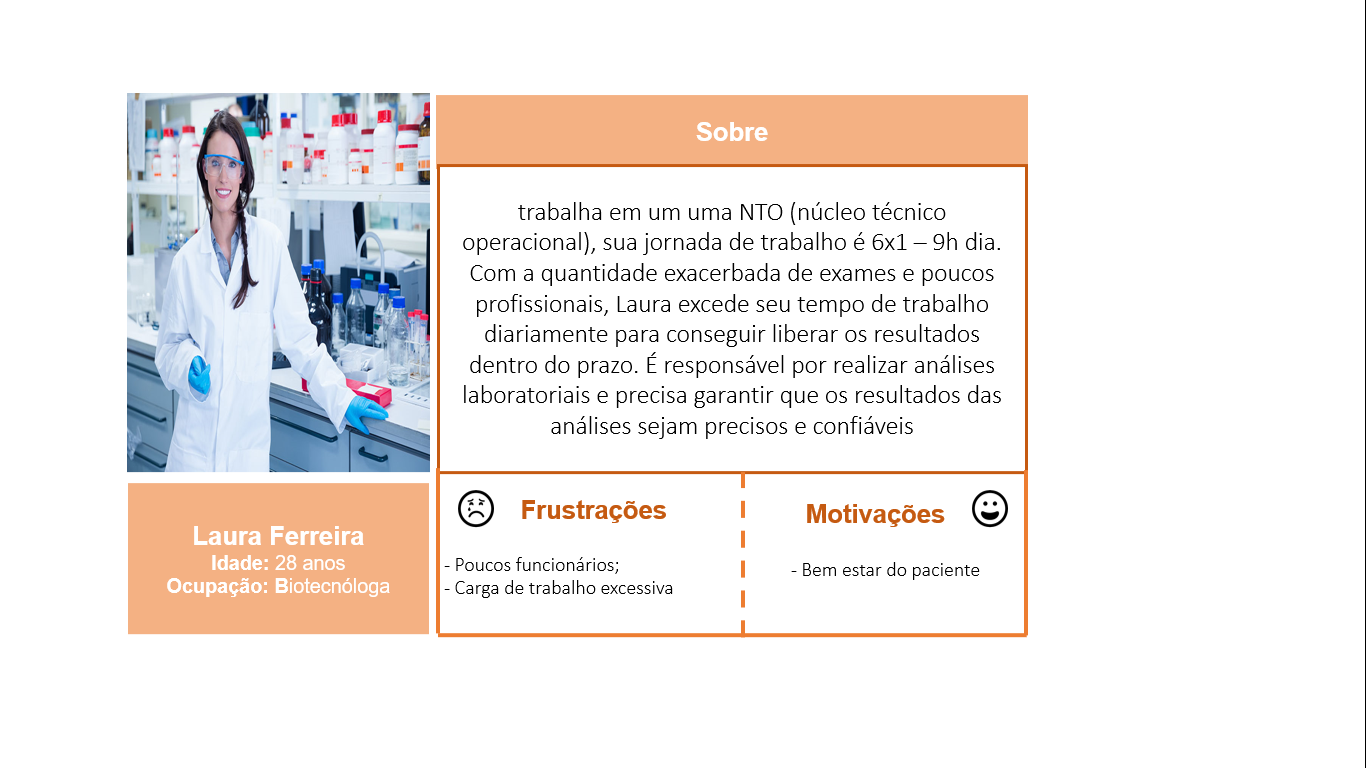 Sobre
trabalha em um uma NTO (núcleo técnico
operacional), sua jornada de trabalho é 6x1 – 9h dia.
Com a quantidade exacerbada de exames e poucos
profissionais, Laura excede seu tempo de trabalho
diariamente para conseguir liberar os resultados
dentro do prazo. É responsável por realizar análises
laboratoriais e precisa garantir que os resultados das
análises sejam precisos e confiáveis
Laura Ferreira
Idade: 28 anos
Ocupação: Biotecnóloga
Frustrações
- Poucos funcionários;
- Carga de trabalho excessiva
Motivações
- Bem estar do paciente